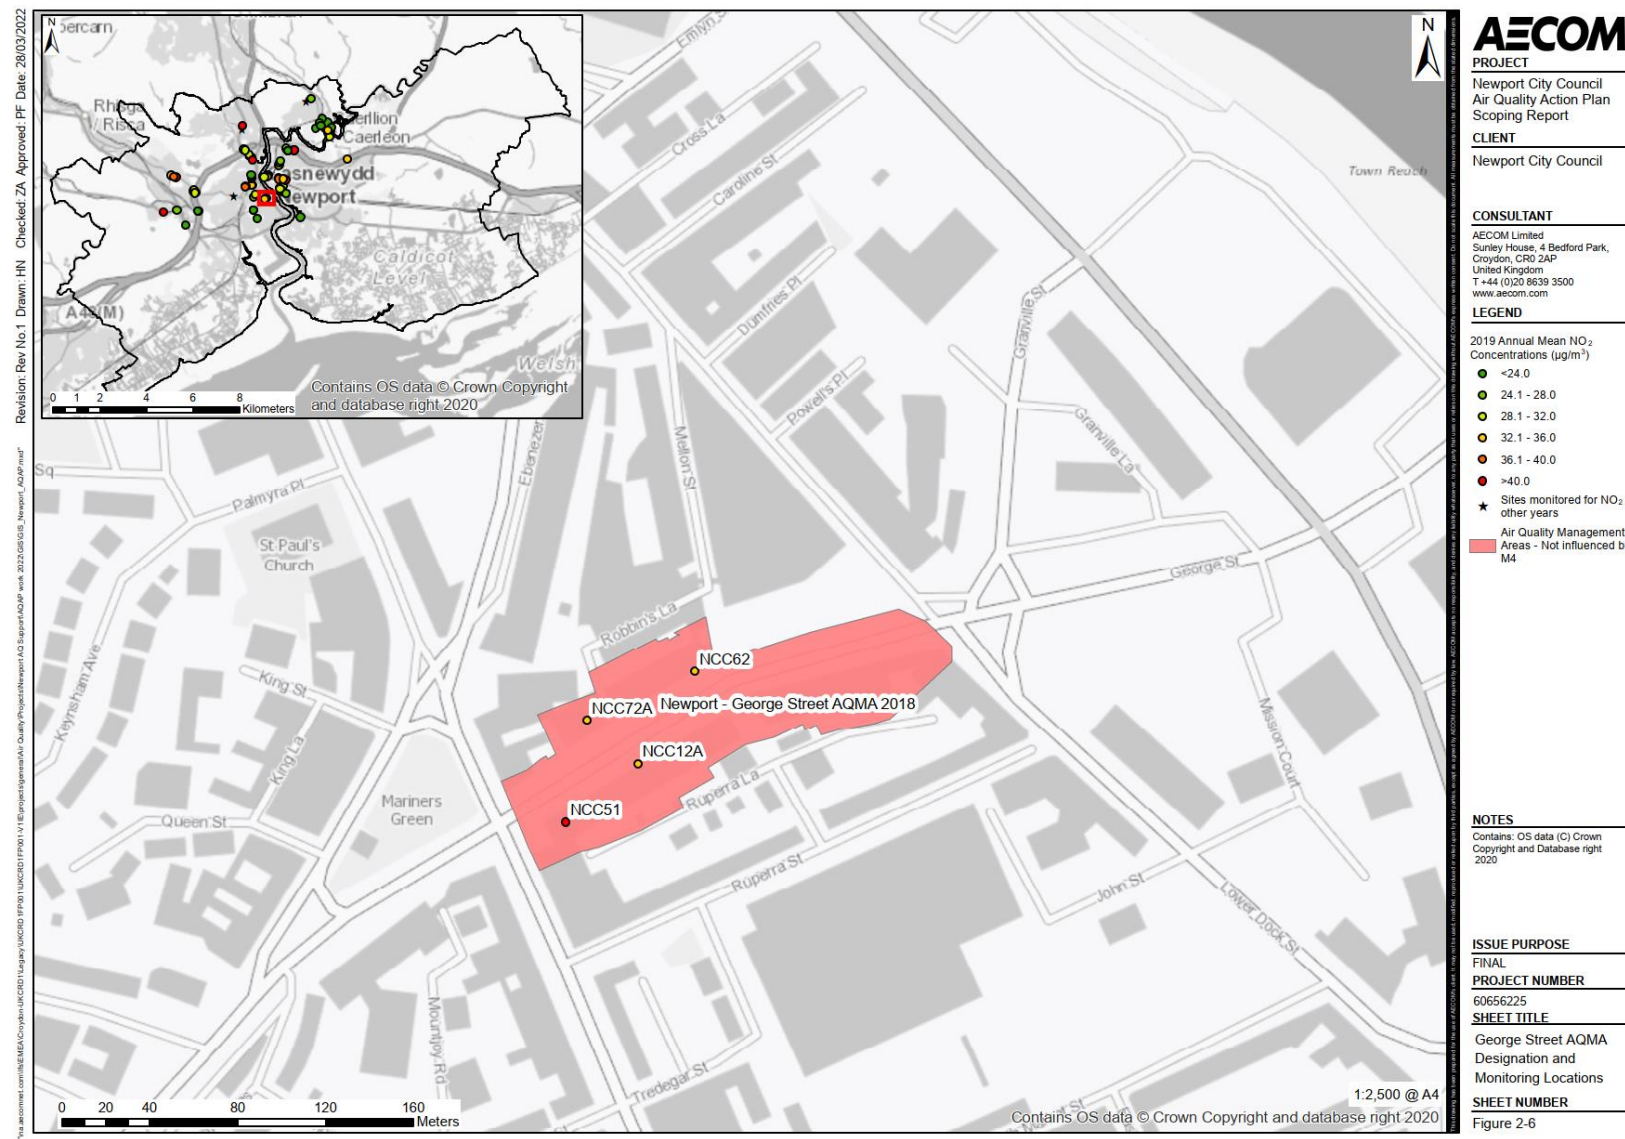 Revision: Rev No.1 Drawn: HN Checked: ZA Approved: PF Date: 28/03/2022
N
Rhisga
/ Risca
Caerleon
asnewydd
Newport
Caldicot
Level
A48(M)
Welsh
0 1 2 4 6 8
Kilometers
Contains OS data © Crown Copyright
and database right 2020
N
Emlyn S
Cross La
Caroline St
Town Reach
Dumfries Pl
Granville St
Powell's Pl
Granville La
Mellon St
Ebenezer
Sq
Palmyra Pl
St Paul's
Church
George St
Robbin's La
Keynsham Ave
King St
King La
NCC62
NCC72A
Newport - George Street AQMA 2018
NCC12A
NCC51
Mission Court
Ruperra La
Mariners
Green
Queen St
Ruperra St
John St
Lower Dock St
Mountjoy Rd
Tredegar St
0 20 40 80 120 160
Meters
1:2,500 @ A4
Contains OS data © Crown Copyright and database right 2020
AECOM
PROJECT
Newport City Council
Air Quality Action Plan
Scoping Report
CLIENT
Newport City Council
CONSULTANT
AECOM Limited
Sunley House, 4 Bedford Park,
Croydon, CR0 2AP
United Kingdom
T +44 (0)20 8639 3500
www.aecom.com
LEGEND
2019 Annual Mean NO₂
Concentrations (µg/m³)
<24.0
24.1 - 28.0
28.1 - 32.0
32.1 - 36.0
36.1 - 40.0
>40.0
Sites monitored for NO₂
other years
Air Quality Management
Areas - Not influenced b
M4
NOTES
Contains: OS data (C) Crown
Copyright and Database right
2020
ISSUE PURPOSE
FINAL
PROJECT NUMBER
60656225
SHEET TITLE
George Street AQMA
Designation and
Monitoring Locations
SHEET NUMBER
Figure 2-6